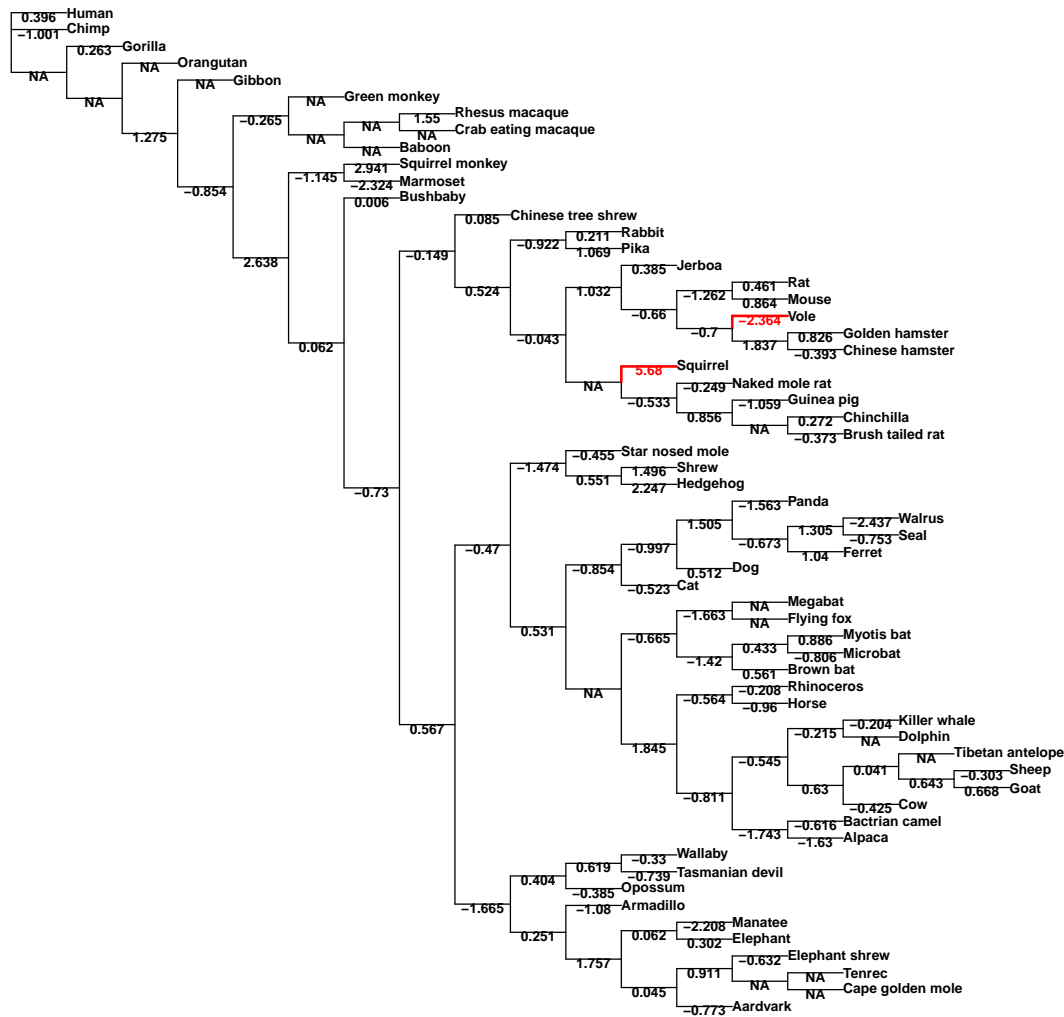 Human
0.396
Chimp
−1.001
Gorilla
0.263
NA
Orangutan
NA
NA
Gibbon
NA
1.275
Green monkey
NA
−0.265
Rhesus macaque
1.55
NA
Crab eating macaque
NA
NA
Baboon
NA
−0.854
Squirrel monkey
2.941
−1.145
Marmoset
−2.324
Bushbaby
0.006
2.638
Chinese tree shrew
0.085
−0.149
Rabbit
0.211
−0.922
Pika
1.069
0.524
Jerboa
0.385
1.032
Rat
0.461
−1.262
Mouse
0.864
−0.66
Vole
−2.364
−0.7
Golden hamster
0.826
1.837
Chinese hamster
−0.393
−0.043
0.062
Squirrel
5.68
NA
Naked mole rat
−0.249
−0.533
Guinea pig
−1.059
0.856
Chinchilla
0.272
NA
Brush tailed rat
−0.373
−0.73
Star nosed mole
−0.455
−1.474
Shrew
1.496
0.551
Hedgehog
2.247
−0.47
Panda
−1.563
1.505
Walrus
−2.437
1.305
Seal
−0.753
−0.673
Ferret
1.04
−0.997
Dog
0.512
−0.854
Cat
−0.523
0.531
Megabat
NA
−1.663
Flying fox
NA
−0.665
Myotis bat
0.886
0.433
Microbat
−0.806
−1.42
Brown bat
0.561
NA
Rhinoceros
−0.208
−0.564
Horse
−0.96
1.845
0.567
Killer whale
−0.204
−0.215
Dolphin
NA
−0.545
Tibetan antelope
NA
0.041
Sheep
−0.303
0.643
Goat
0.668
0.63
Cow
−0.425
−0.811
Bactrian camel
−0.616
−1.743
Alpaca
−1.63
Wallaby
−0.33
0.619
Tasmanian devil
−0.739
0.404
Opossum
−0.385
−1.665
Armadillo
−1.08
0.251
Manatee
−2.208
0.062
Elephant
0.302
1.757
Elephant shrew
−0.632
0.911
Tenrec
NA
NA
Cape golden mole
NA
0.045
Aardvark
−0.773